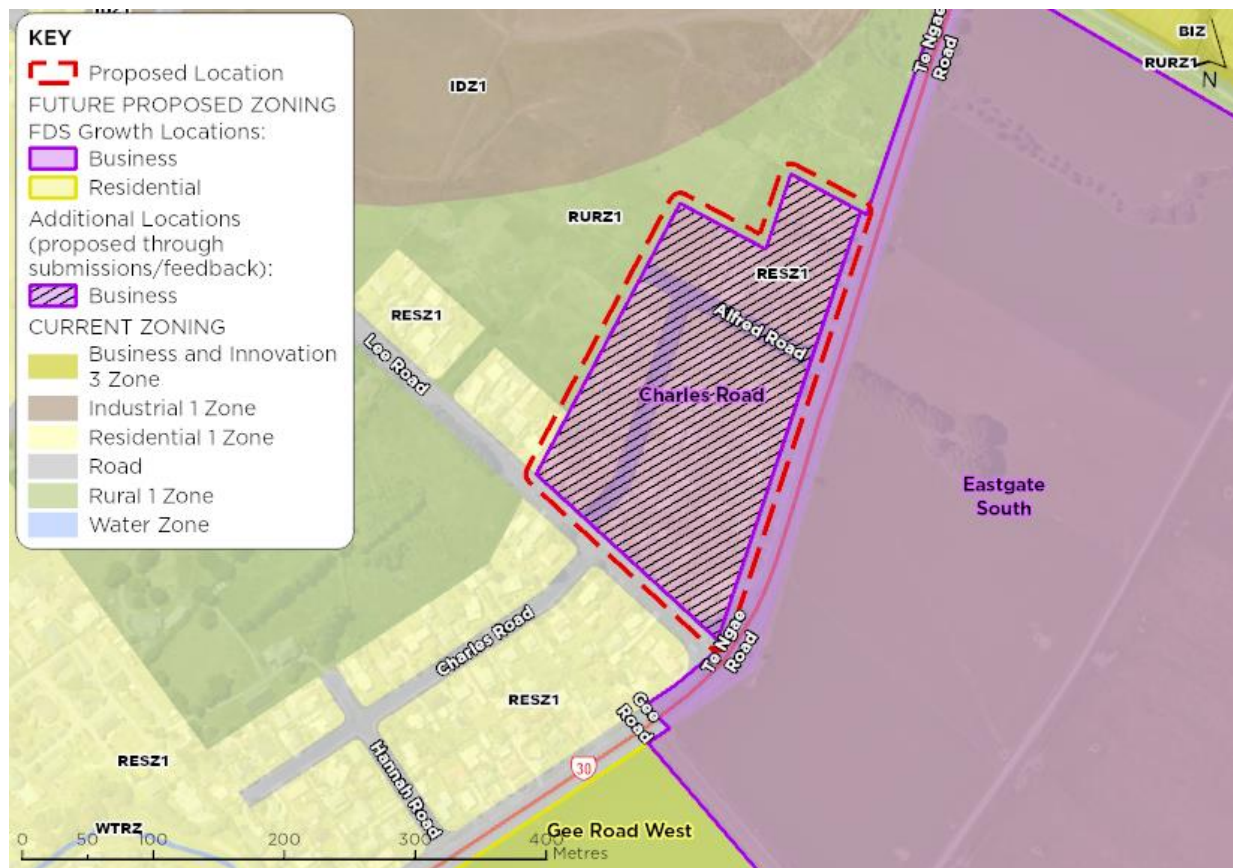 KEY
Proposed Location
FUTURE PROPOSED ZONING
FDS Growth Locations:
Business
Residential
Additional Locations
(proposed through
submissions/feedback):
Business
CURRENT ZONING
Business and Innovation
3 Zone
Industrial 1 Zone
Residential 1 Zone
Road
Rural 1 Zone
Water Zone
IDZ1
Te Ngae
Road
BIZ
RURZ1
N
RURZ1
RESZ1
RESZ1
Alfred Road
Lee Road
Charles Road
Eastgate
South
Charles Road
Te Ngae
Road
RESZ1
Gee
Road
RESZ1
Hannah Road
30
WTRZ
Gee Road West
0 50 100 200 300 400
Metres